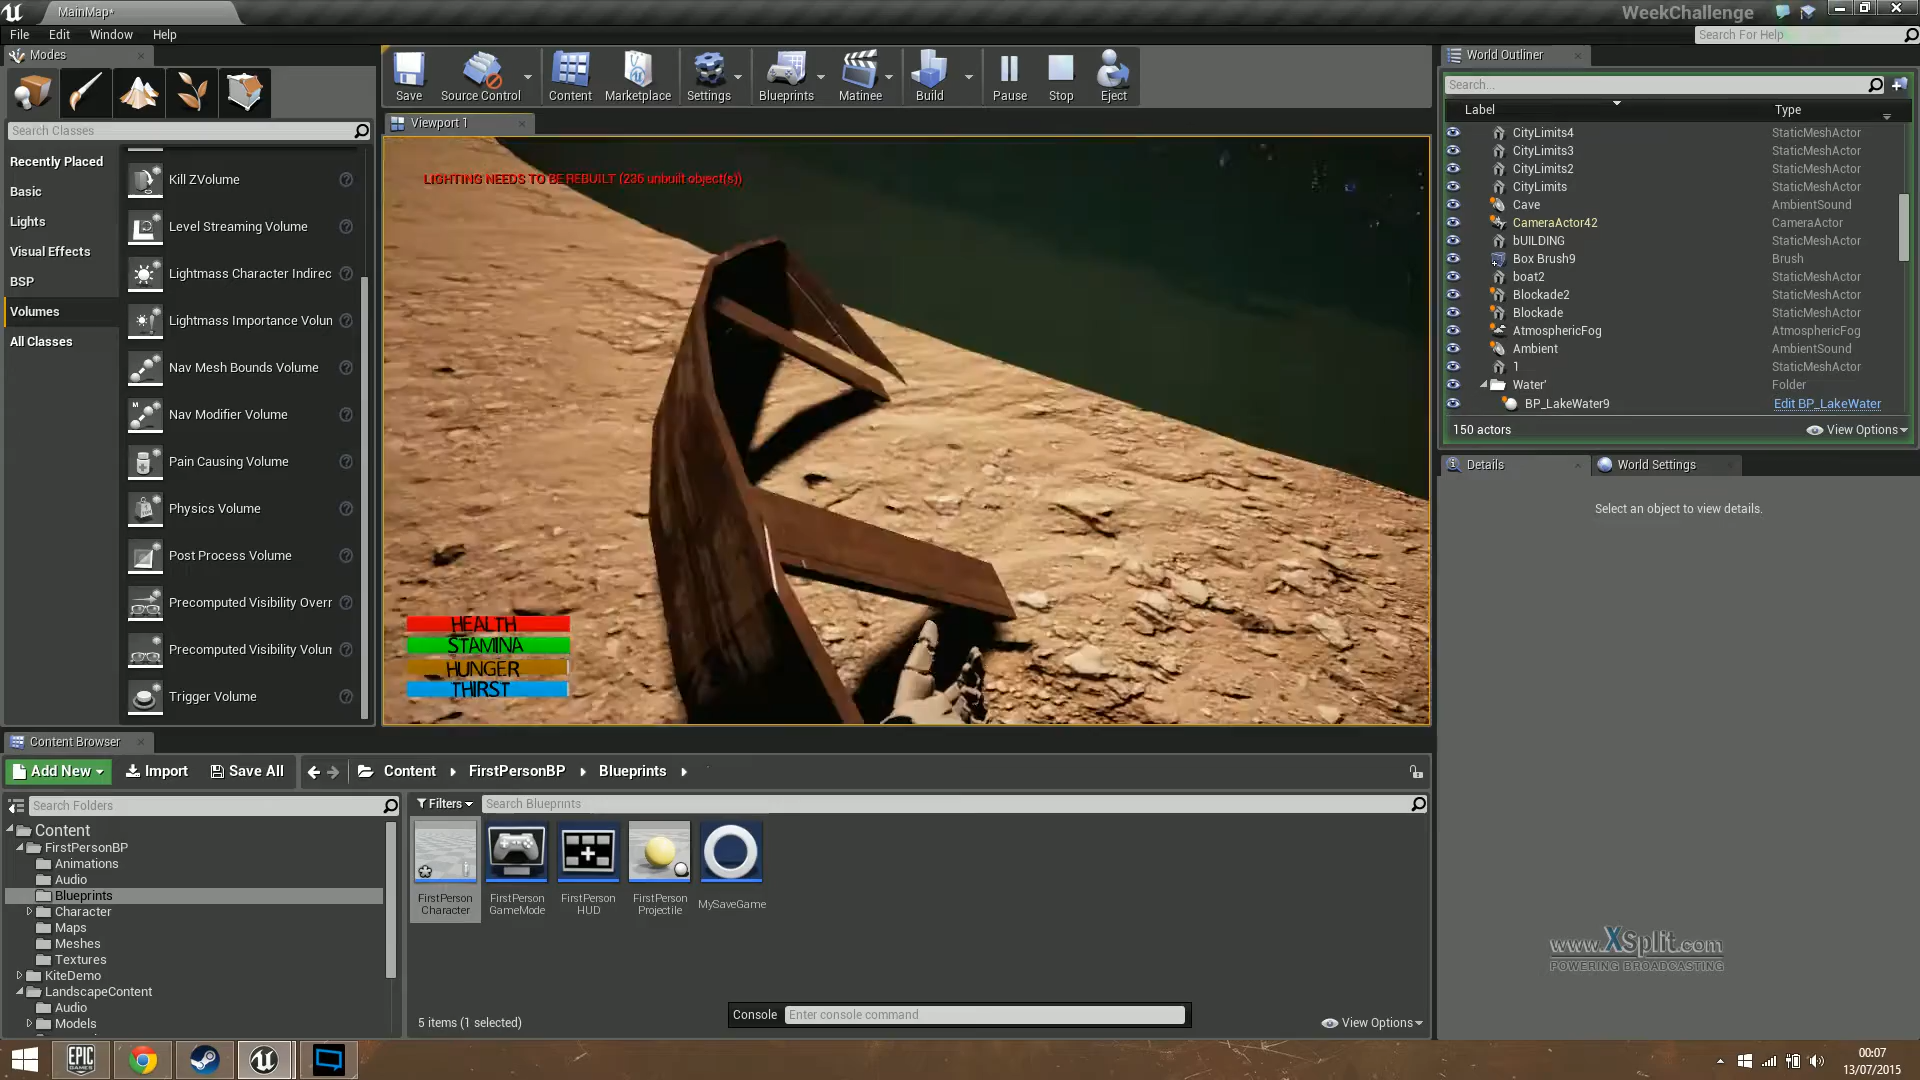 MainMap*
WeekChallenge
File Edit Window Help
Search For Help
Modes
Search Classes
Recently Placed
Basic
Lights
Visual Effects
BSP
Volumes
All Classes
Kill ZVolume
Level Streaming Volume
Lightmass Character Indirec
Lightmass Importance Volun
Nav Mesh Bounds Volume
Nav Modifier Volume
Pain Causing Volume
Physics Volume
Post Process Volume
Precomputed Visibility Overr
Precomputed Visibility Volun
Trigger Volume
Save Source Control Content Marketplace Settings Blueprints Matinee Build Pause Stop Eject
Viewport 1
LIGHTING NEEDS TO BE REBUILT (236 unbuilt object(s))
HEALTH
STAMINA
HUNGER
THIRST
World Outliner
Search...
Label Type
CityLimits4 StaticMeshActor
CityLimits3 StaticMeshActor
CityLimits2 StaticMeshActor
CityLimits StaticMeshActor
Cave AmbientSound
CameraActor42 CameraActor
bUILDING StaticMeshActor
Box Brush9 Brush
boat2 StaticMeshActor
Blockade2 StaticMeshActor
Blockade StaticMeshActor
AtmosphericFog AtmosphericFog
Ambient AmbientSound
1 StaticMeshActor
Water' Folder
BP_LakeWater9 Edit BP_LakeWater
150 actors View Options
Details World Settings
Select an object to view details.
Content Browser
Add New Import Save All Content FirstPersonBP Blueprints
Search Folders
Content
FirstPersonBP
Animations
Audio
Blueprints
Character
Maps
Meshes
Textures
KiteDemo
LandscapeContent
Audio
Models
Filters Search Blueprints
FirstPerson Character
FirstPerson GameMode
FirstPerson HUD
FirstPerson Projectile
MySaveGame
5 items (1 selected)
Console Enter console command
View Options
www.XSplit.com
POWERING BROADCASTING
EPIC GAMES
00:07
13/07/2015